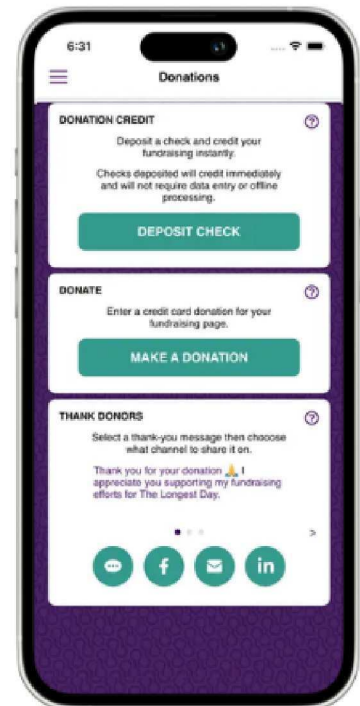 6:31
Donations
DONATION CREDIT
Deposit a check and credit your
fundraising instantly.
Checks deposited will credit immediately
and will not require data entry or offline
processing.
DEPOSIT CHECK
DONATE
Enter a credit card donation for your
fundraising page.
MAKE A DONATION
THANK DONORS
Select a thank-you message then choose
what channel to share it on.
Thank you for your donation 🙏 I
appreciate you supporting my fundraising
efforts for The Longest Day.